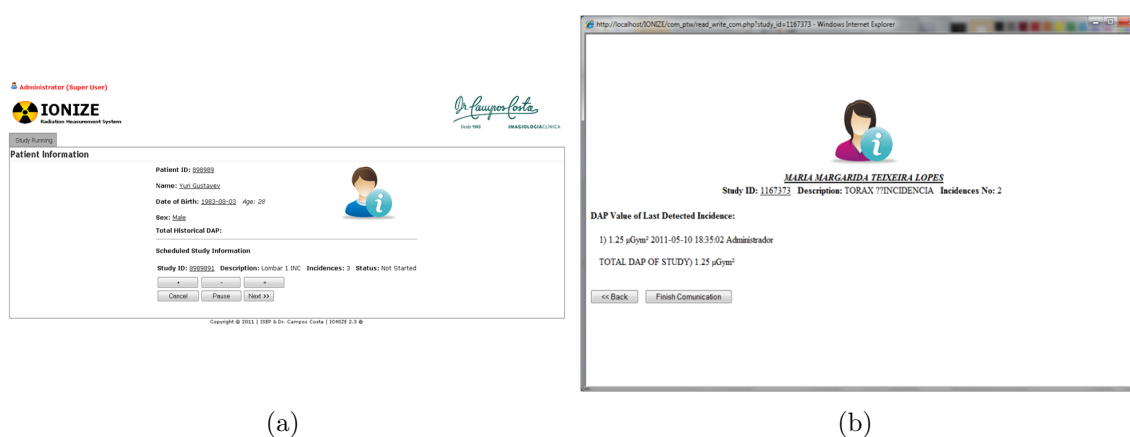 Administrator (Super User)
IONIZE
Radiation Measurement System
Dr. Campos Costa
Desde 1940 IMAGIOLOGIACLÍNICA
Study Running
Patient Information
Patient ID: 898989
Name: Yuri Gustavev
Date of Birth: 1983-08-03 Age: 28
Sex: Male
Total Historical DAP:
Scheduled Study Information
Study ID: 8989891 Description: Lombar 1 INC Incidences: 3 Status: Not Started
- +
Cancel Pause Next >>
Copyright @ 2011 | ISEP & Dr. Campos Costa | IONIZE 2.3 ⊕
(a)
http://localhost/IONIZE/com_ptw/read_write_com.php?study_id=1167373 - Windows Internet Explorer
MARIA MARGARIDA TEIXEIRA LOPES
Study ID: 1167373 Description: TORAX ??INCIDENCIA Incidences No: 2
DAP Value of Last Detected Incidence:
1) 1.25 µGym² 2011-05-10 18:35:02 Administrador
TOTAL DAP OF STUDY) 1.25 µGym²
<< Back Finish Comunication
(b)